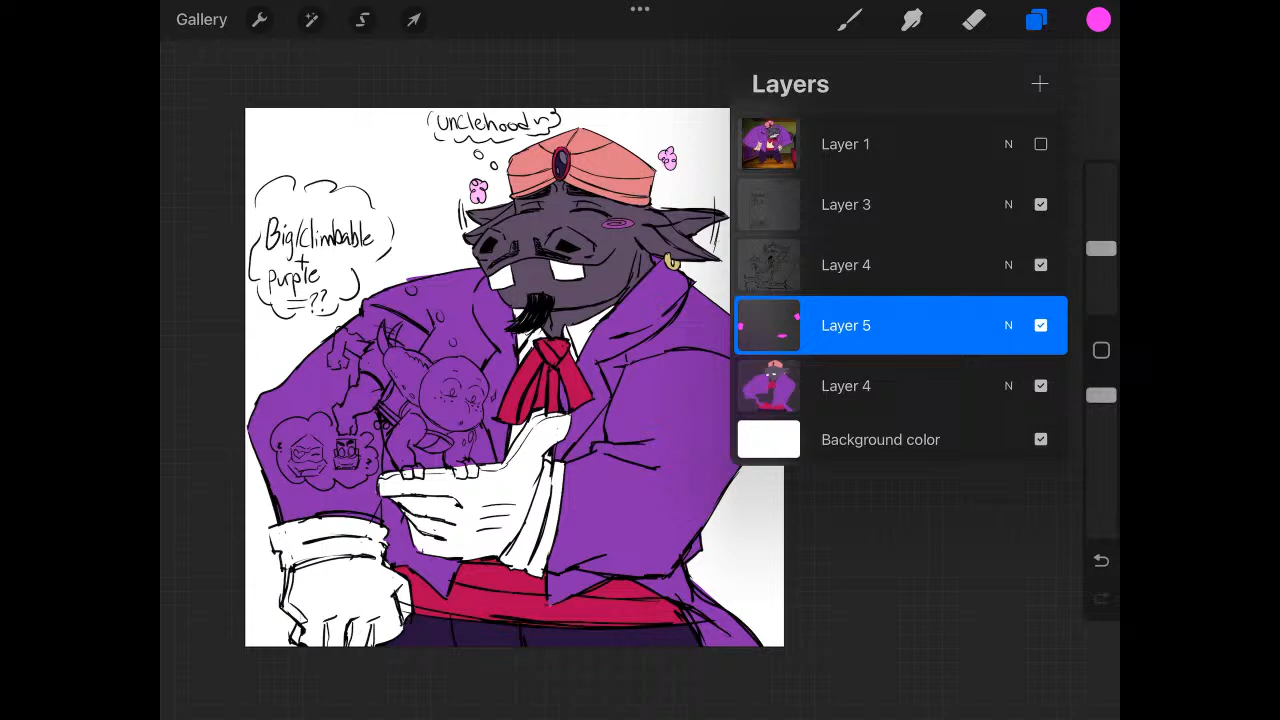 Gallery
Layers
Layer 1 N
Layer 3 N
Layer 4 N
Layer 5 N
Layer 4 N
Background color
unclehood
Big/Climbable
+
Purple
=??